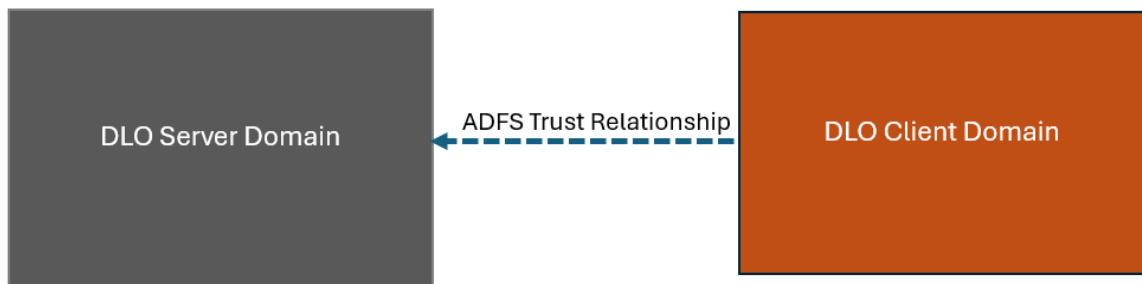 DLO Server Domain
ADFS Trust Relationship
DLO Client Domain